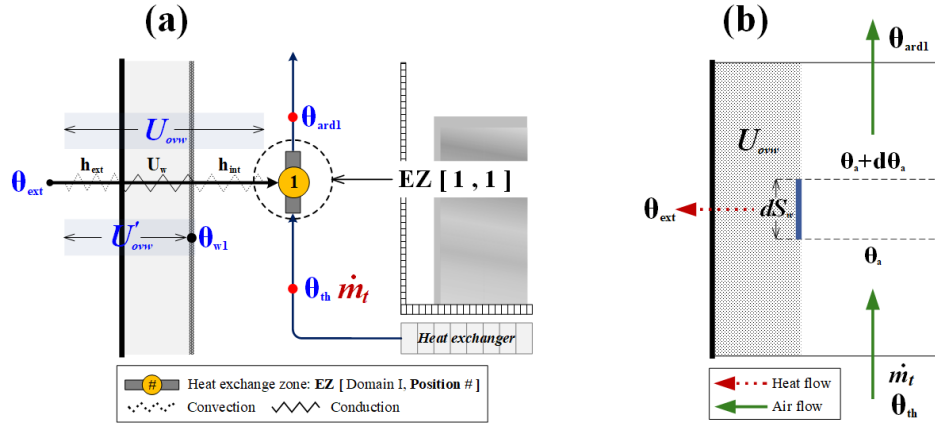 (a)
U_ovw
θ_ard1
h_ext
U_w
h_int
θ_ext
1
EZ [ 1 , 1 ]
U'_ovw
θ_w1
θ_th ṁ_t
Heat exchanger
# Heat exchange zone: EZ [ Domain I, Position # ]
Convection
Conduction
(b)
θ_ard1
U_ovw
θ_a+dθ_a
θ_ext
dS_w
θ_a
ṁ_t
θ_th
Heat flow
Air flow